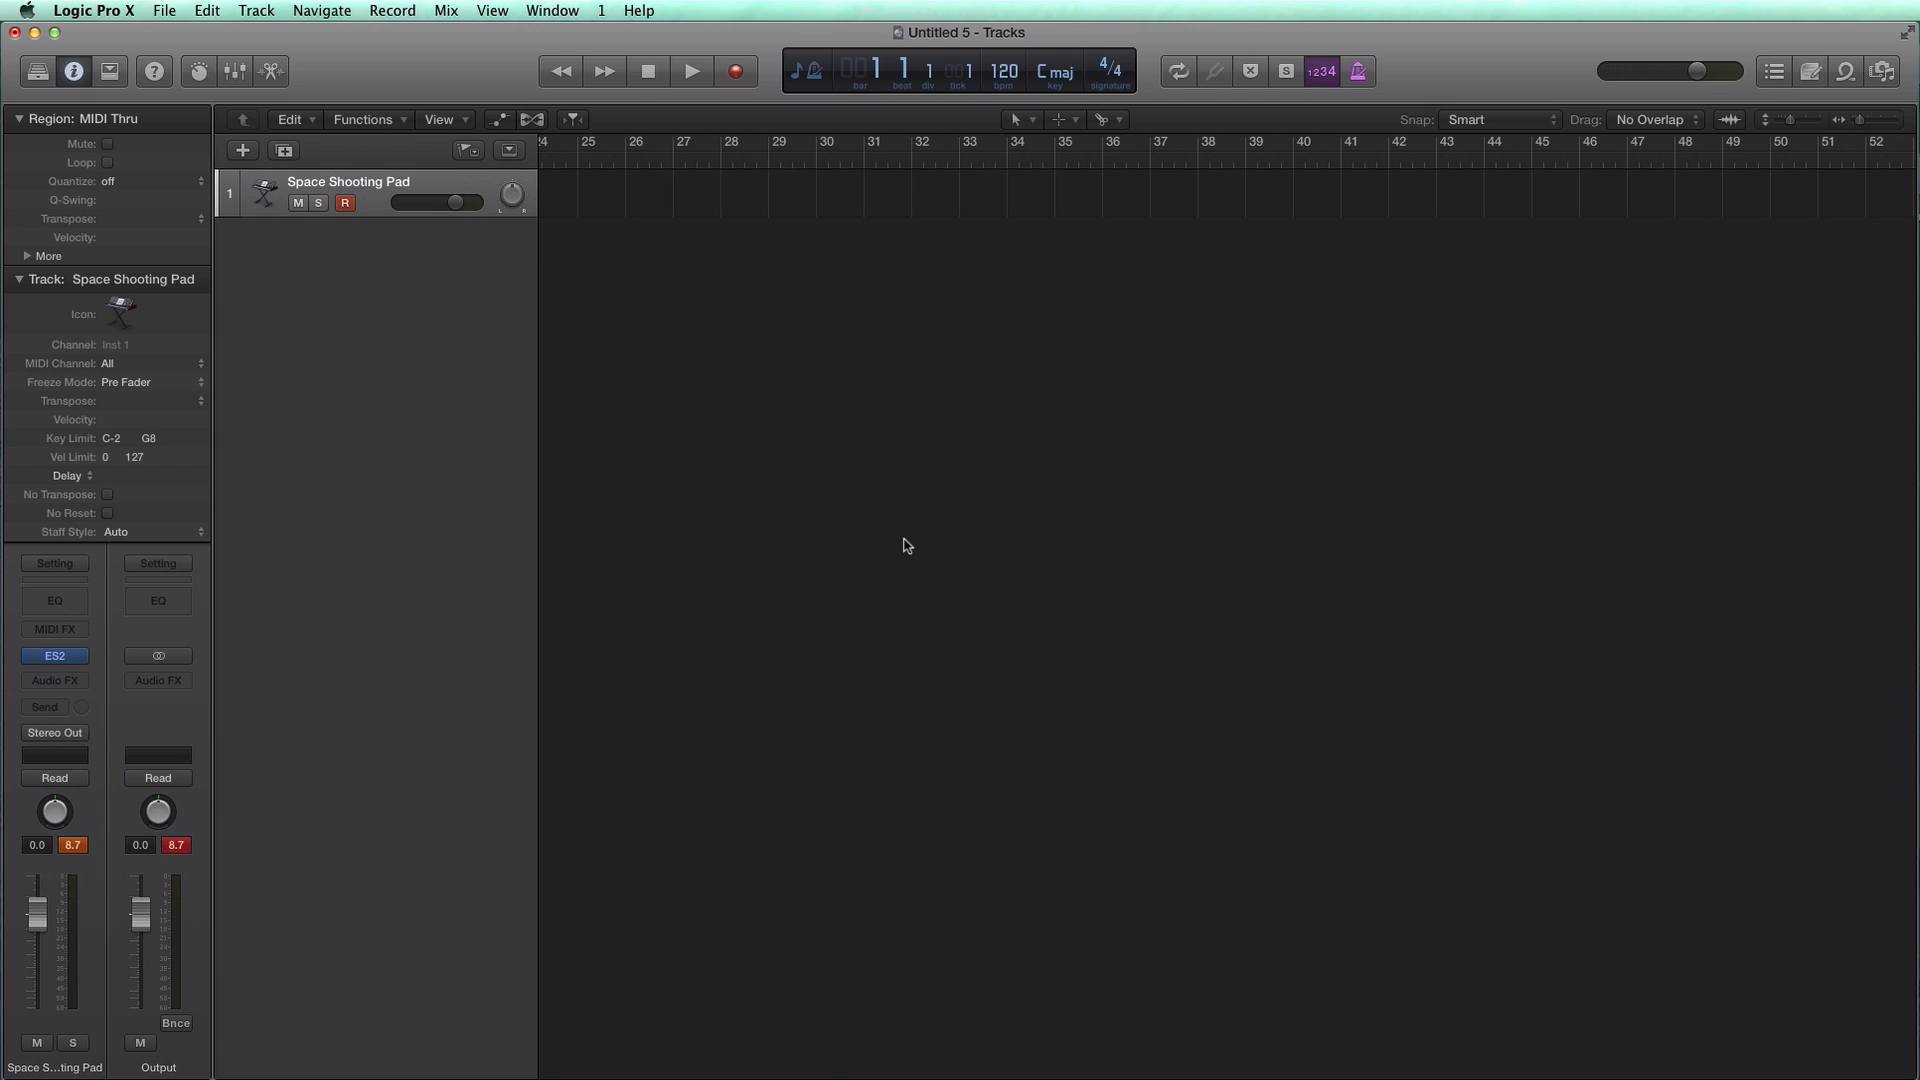 Logic Pro X File Edit Track Mix Navigate Record Mix View Window 1 Help
Untitled 5 - Tracks
001 1 1 001 120 C maj 4/4
bar beat div tick bpm key signature
S 1234
Region: MIDI Thru
Edit Functions View
Snap: Smart Drag: No Overlap
Mute:
Loop:
Quantize: off
Q-Swing:
Transpose:
Velocity:
More
24 25 26 27 28 29 30 31 32 33 34 35 36 37 38 39 40 41 42 43 44 45 46 47 48 49 50 51 52
1 Space Shooting Pad
M S R
L R
Track: Space Shooting Pad
Icon:
Channel: Inst 1
MIDI Channel: All
Freeze Mode: Pre Fader
Transpose:
Velocity:
Key Limit: C-2 G8
Vel Limit: 0 127
Delay
No Transpose:
No Reset:
Staff Style: Auto
Setting Setting
EQ EQ
MIDI FX
ES2
Audio FX Audio FX
Send
Stereo Out
Read Read
0.0 8.7 0.0 8.7
Bnce
M S M
Space S...ting Pad Output